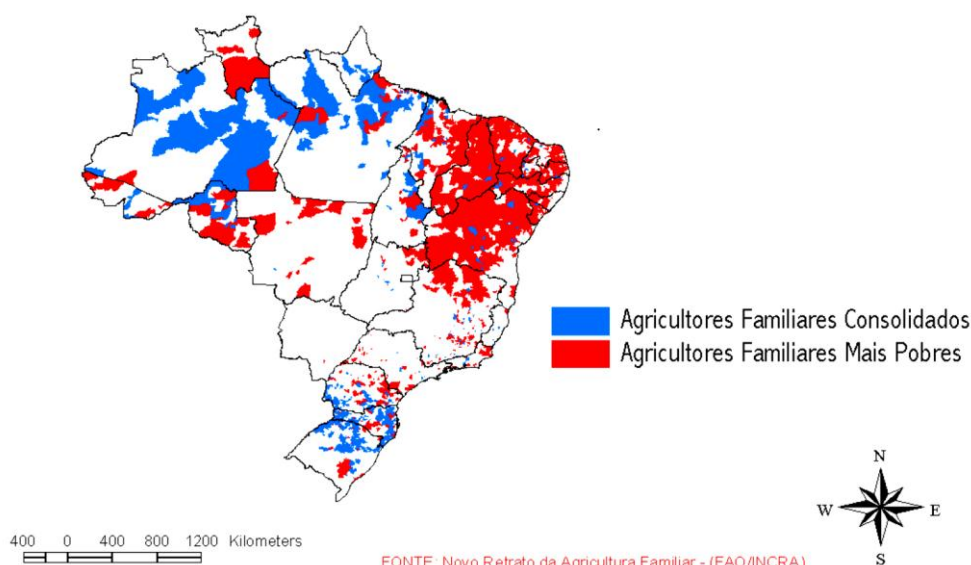 Agricultores Familiares Consolidados
Agricultores Familiares Mais Pobres
N
W E
S
400 0 400 800 1200 Kilometers
FONTE: Novo Retrato da Agricultura Familiar - (FAO/INCRA)